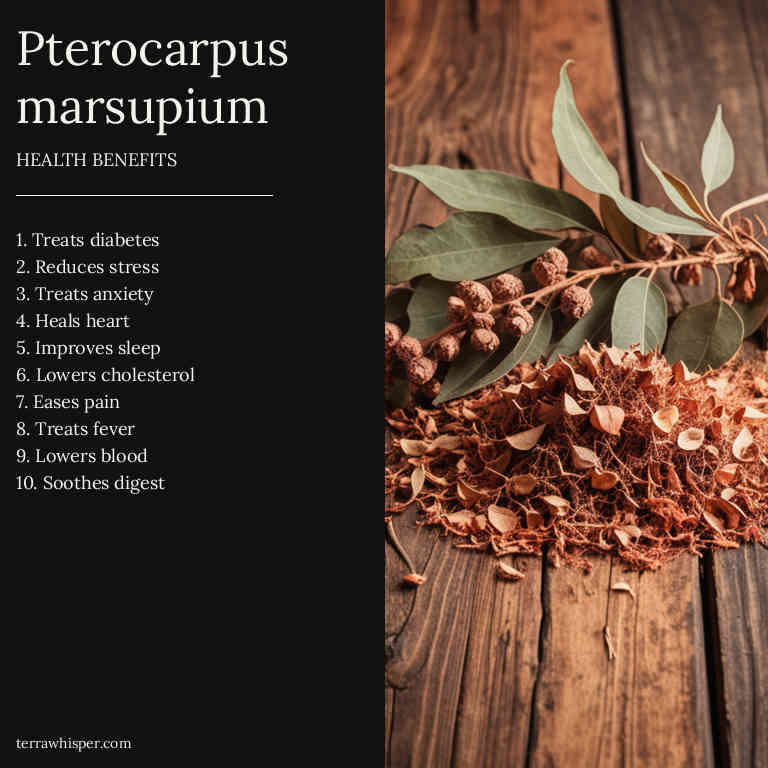 Pterocarpus
marsupium
HEALTH BENEFITS
1. Treats diabetes
2. Reduces stress
3. Treats anxiety
4. Heals heart
5. Improves sleep
6. Lowers cholesterol
7. Eases pain
8. Treats fever
9. Lowers blood
10. Soothes digest
terrawhisper.com